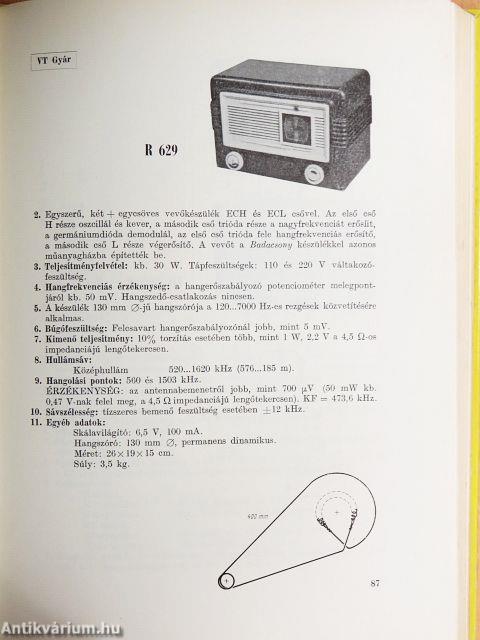 VT Gyár
R 629
2. Egyszerű, két + egycsöves vevőkészülék ECH és ECL csővel. Az első cső
H része oszcillál és kever, a második cső trióda része a nagyfrekvenciát erősít,
a germániumdióda demodulál, az első cső trióda fele hangfrekvenciás erősítő,
a második cső L része végerősítő. A vevőt a Badacsony készülékkel azonos
műanyagházba építették be.
3. Teljesítményfelvétel: kb. 30 W. Tápfeszültségek: 110 és 220 V váltakozó-
feszültség.
4. Hangfrekvenciás érzékenység: a hangerőszabályozó potenciométer melegpont-
járól kb. 50 mV. Hangszedő-csatlakozás nincsen.
5. A készülék 130 mm ∅-jű hangszórója a 120...7000 Hz-es rezgések közvetítésére
alkalmas.
6. Búgófeszültség: Felcsavart hangerőszabályozónál jobb, mint 5 mV.
7. Kimenő teljesítmény: 10% torzítás esetében több, mint 1 W, 2,2 V a 4,5 Ω-os
impedanciájú lengőtekercsen.
8. Hullámsáv:
Középhullám 520...1620 kHz (576...185 m).
9. Hangolási pontok: 560 és 1503 kHz.
ÉRZÉKENYSÉG: az antennabemenetről jobb, mint 700 μV (50 mW kb.
0,47 V-nak felel meg, a 4,5 Ω impedanciájú lengőtekercsen). KF = 473,6 kHz.
10. Sávszélesség: tízszeres bemenő feszültség esetében ±12 kHz.
11. Egyéb adatok:
Skálavilágító: 6,5 V, 100 mA.
Hangszóró: 130 mm ∅, permanens dinamikus.
Méret: 26×19×15 cm.
Súly: 3,5 kg.
400 mm
87
Antikvárium.hu